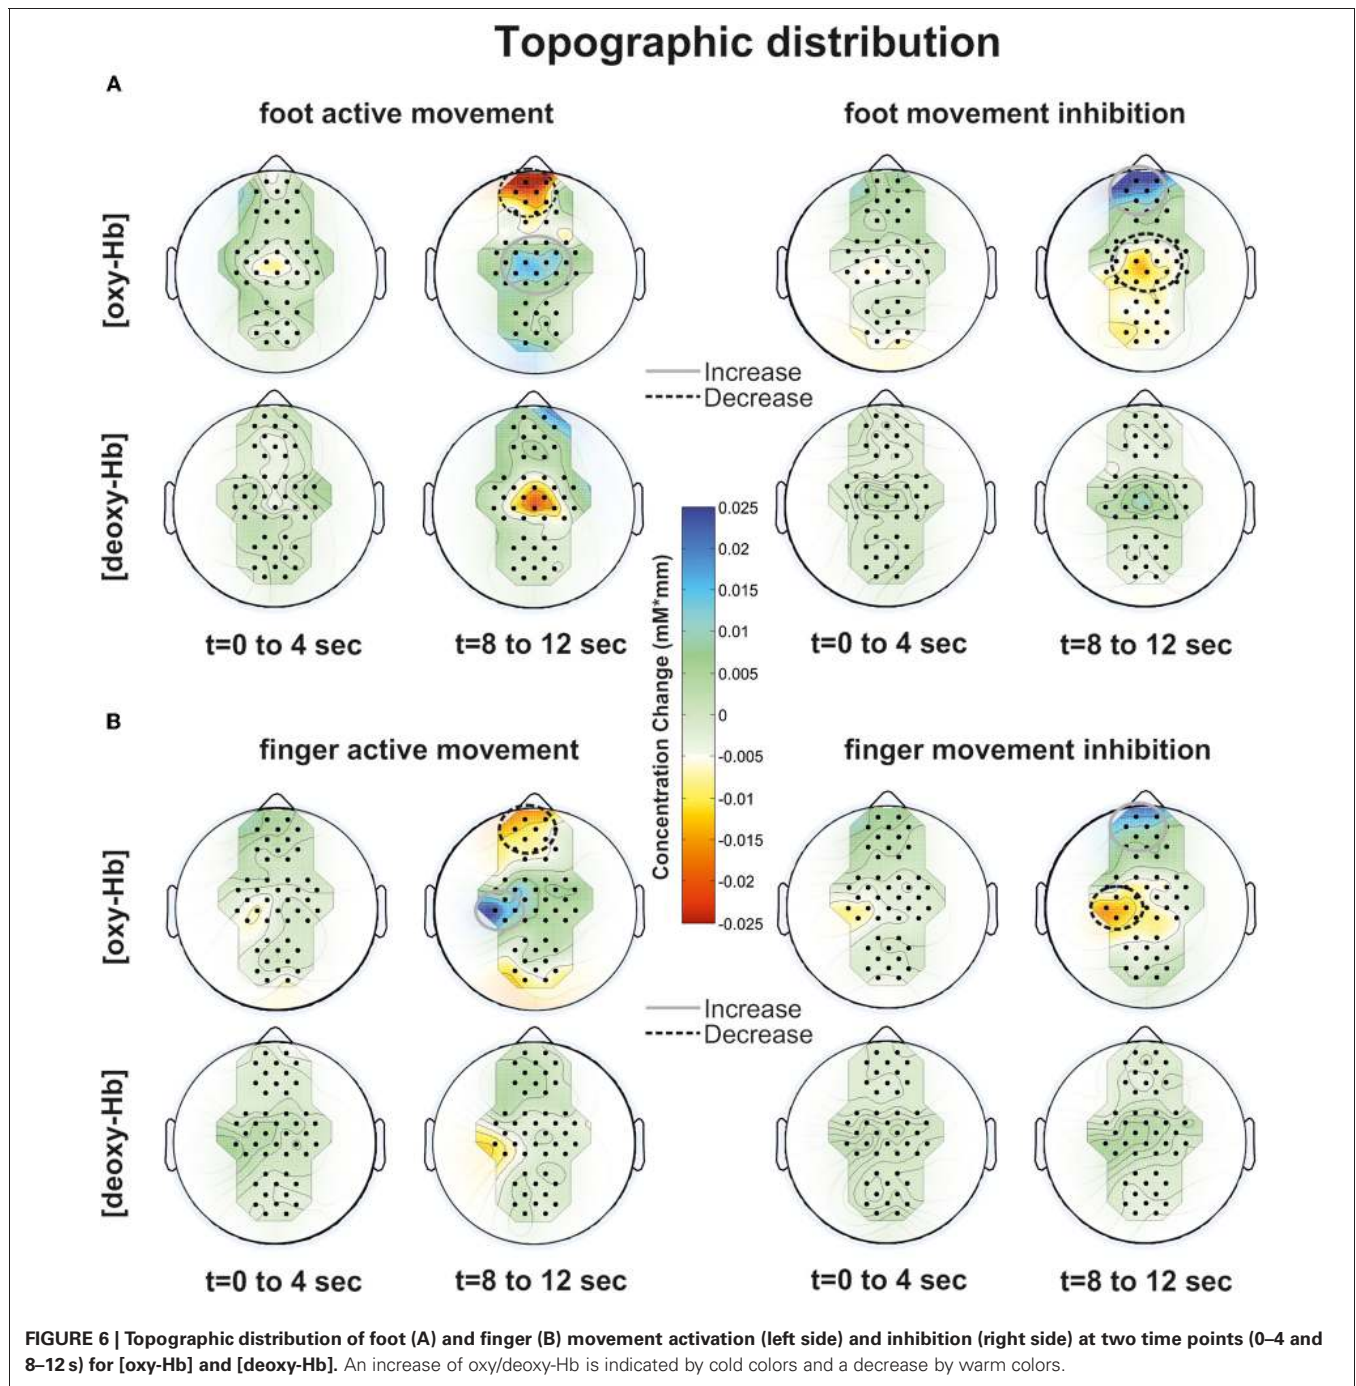 Topographic distribution
A
foot active movement
foot movement inhibition
[oxy-Hb]
Increase
Decrease
[deoxy-Hb]
t=0 to 4 sec
t=8 to 12 sec
t=0 to 4 sec
t=8 to 12 sec
Concentration Change (mM*mm)
0.025
0.02
0.015
0.01
0.005
0
-0.005
-0.01
-0.015
-0.02
-0.025
B
finger active movement
finger movement inhibition
[oxy-Hb]
Increase
Decrease
[deoxy-Hb]
t=0 to 4 sec
t=8 to 12 sec
t=0 to 4 sec
t=8 to 12 sec
FIGURE 6 | Topographic distribution of foot (A) and finger (B) movement activation (left side) and inhibition (right side) at two time points (0–4 and
8–12 s) for [oxy-Hb] and [deoxy-Hb]. An increase of oxy/deoxy-Hb is indicated by cold colors and a decrease by warm colors.